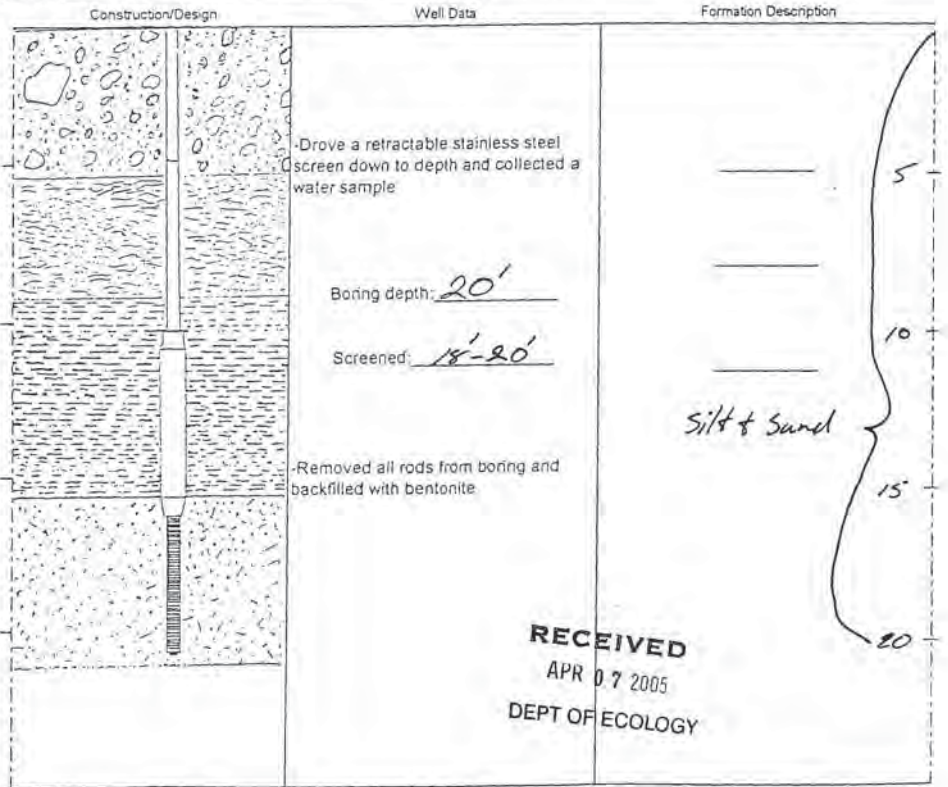 Construction/Design
Well Data
Formation Description
-Drove a retractable stainless steel
screen down to depth and collected a
water sample
Boring depth: 20'
Screened: 18'-20'
-Removed all rods from boring and
backfilled with bentonite
5
10
Silt & Sand
15
20
RECEIVED
APR 07 2005
DEPT OF ECOLOGY